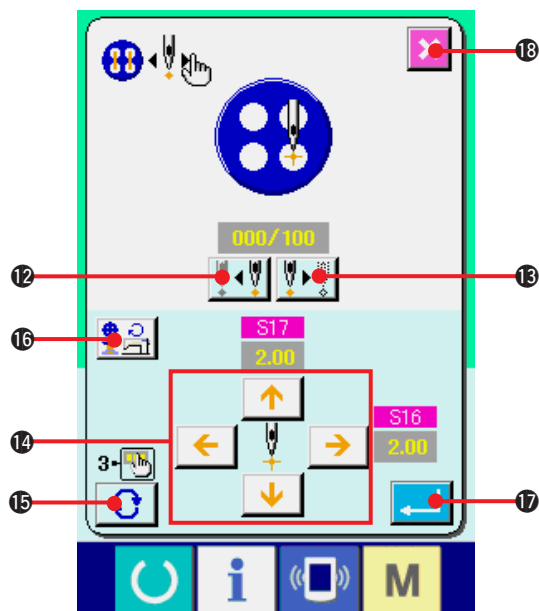 ⓲
000/100
⓬
⓭
⓰
S17
2.00
⓮
S16
2.00
3
⓯
⓱
i
M